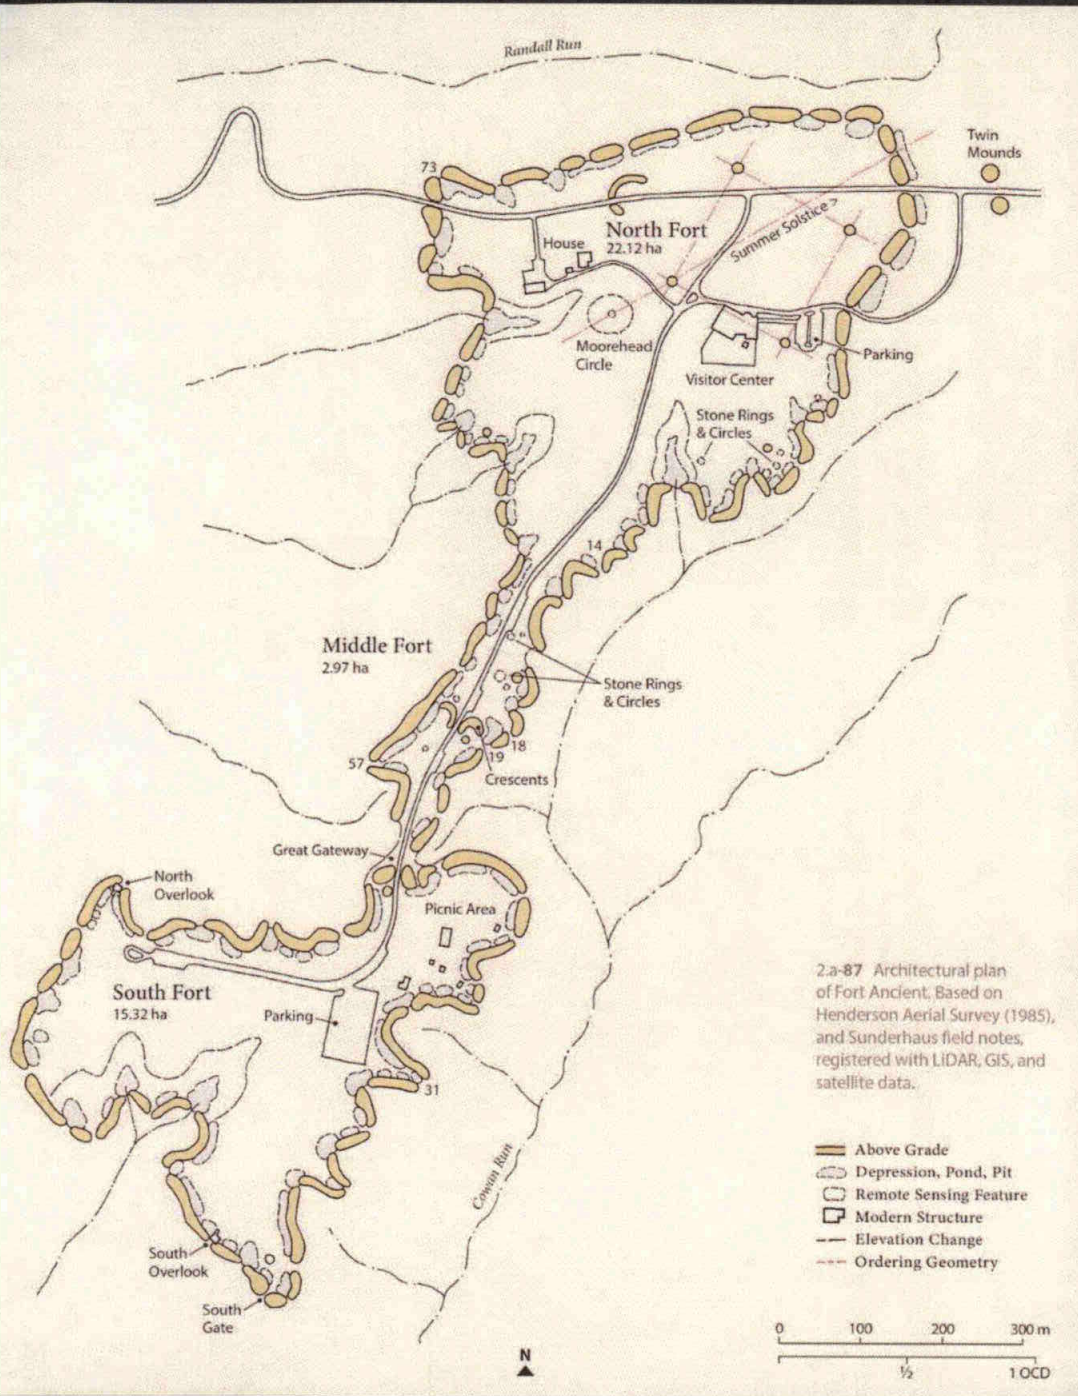 Randall Run
Twin
Mounds
73
North Fort
22.12 ha
House
Summer Solstice >
Moorehead
Circle
Parking
Visitor Center
Stone Rings
& Circles
14
Middle Fort
2.97 ha
Stone Rings
& Circles
18
19
57
Crescents
Great Gateway
North
Overlook
Picnic Area
South Fort
15.32 ha
Parking
31
Cowan Run
South
Overlook
South
Gate
N
2.a-87 Architectural plan
of Fort Ancient. Based on
Henderson Aerial Survey (1985),
and Sunderhaus field notes,
registered with LiDAR, GIS, and
satellite data.
Above Grade
Depression, Pond, Pit
Remote Sensing Feature
Modern Structure
Elevation Change
Ordering Geometry
0 100 200 300 m
½ 1 OCD